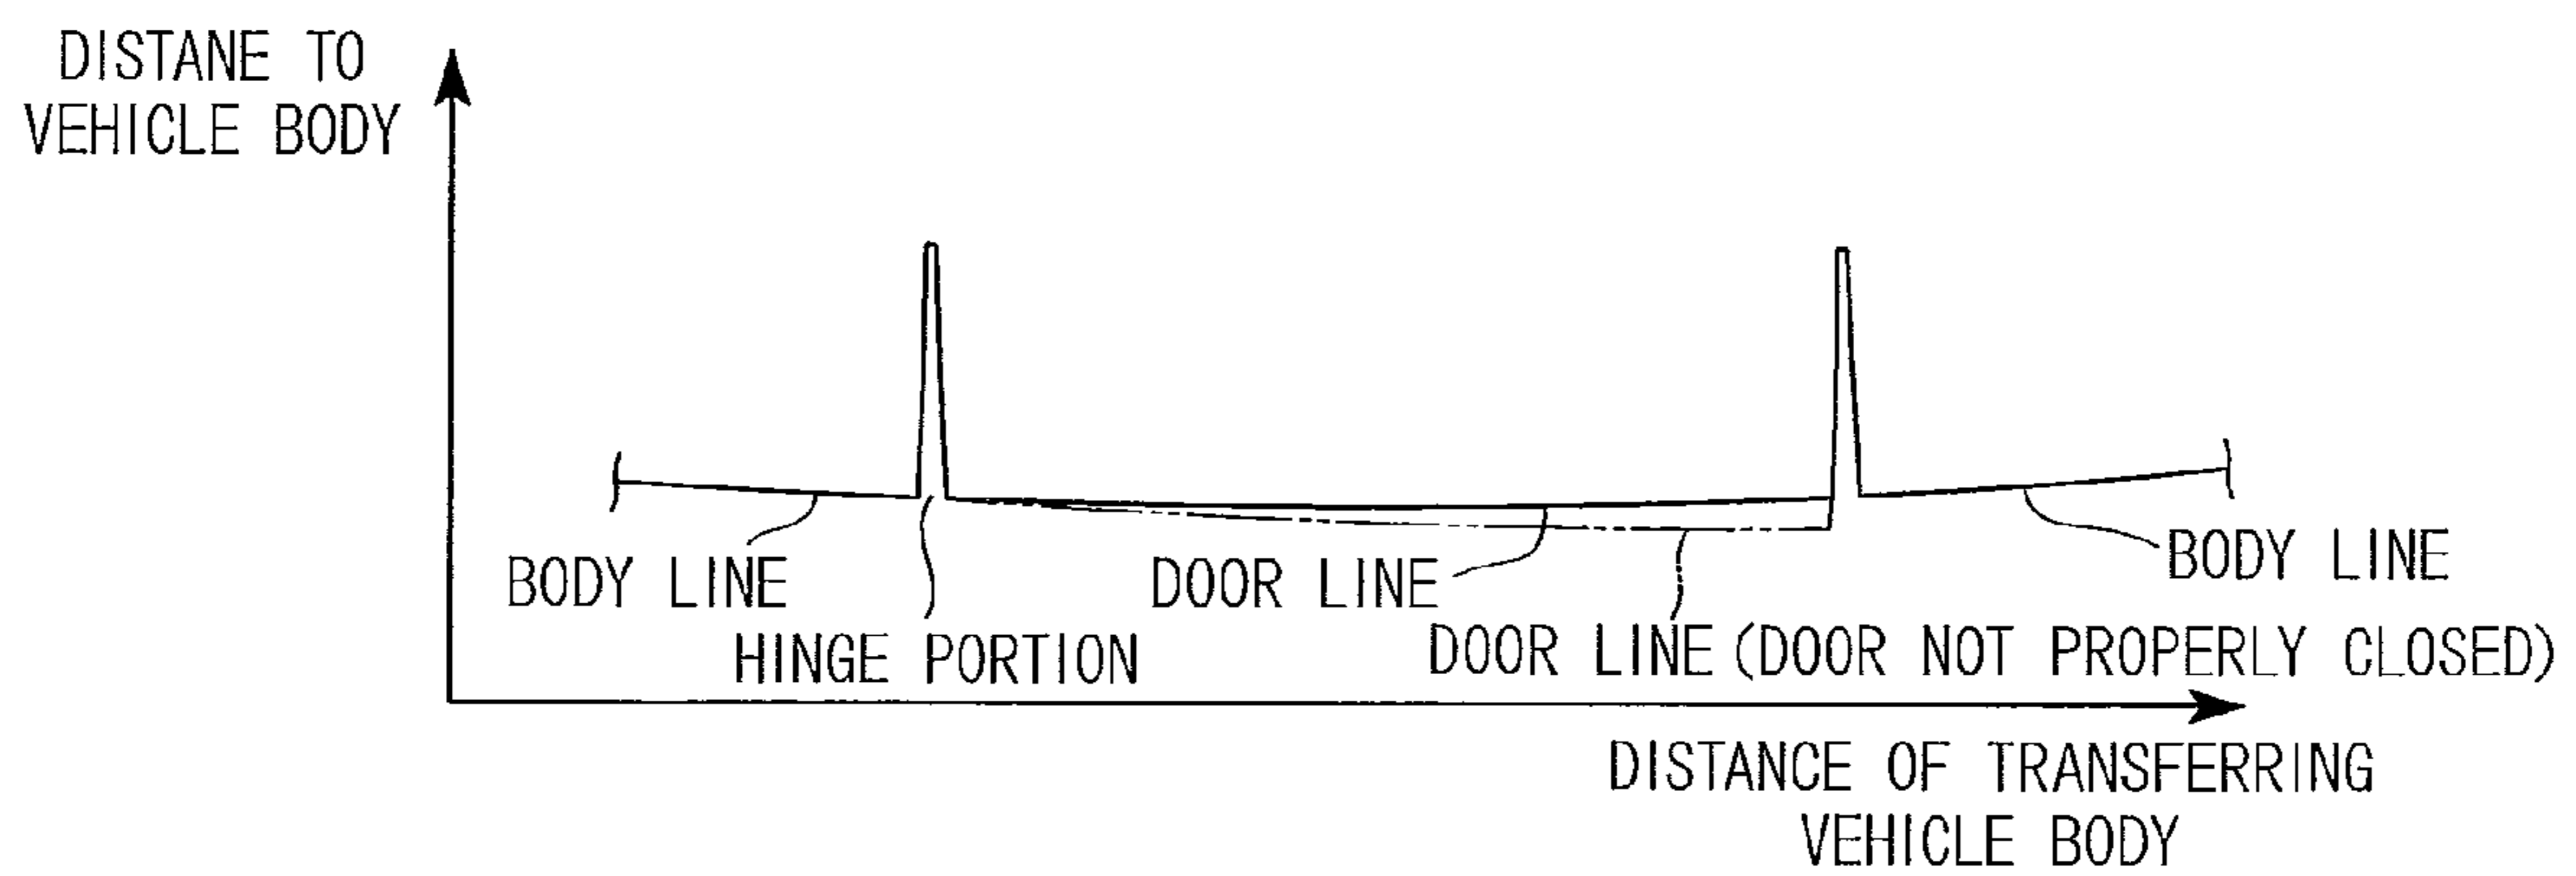 DISTANE TO
VEHICLE BODY
BODY LINE
HINGE PORTION
DOOR LINE
DOOR LINE (DOOR NOT PROPERLY CLOSED)
BODY LINE
DISTANCE OF TRANSFERRING
VEHICLE BODY